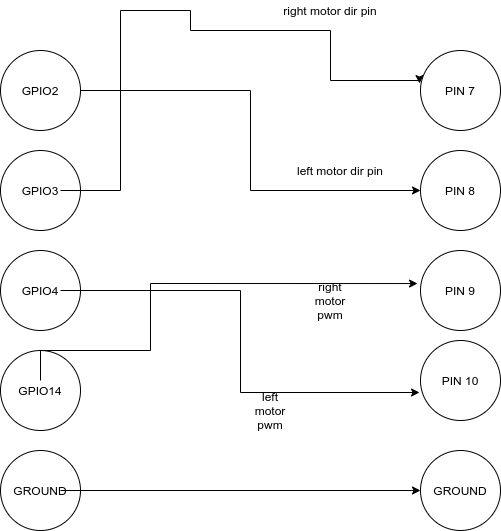 right motor dir pin
GPIO2
PIN 7
left motor dir pin
GPIO3
PIN 8
GPIO4
PIN 9
right
motor
pwm
GPIO14
PIN 10
left
motor
pwm
GROUND
GROUND